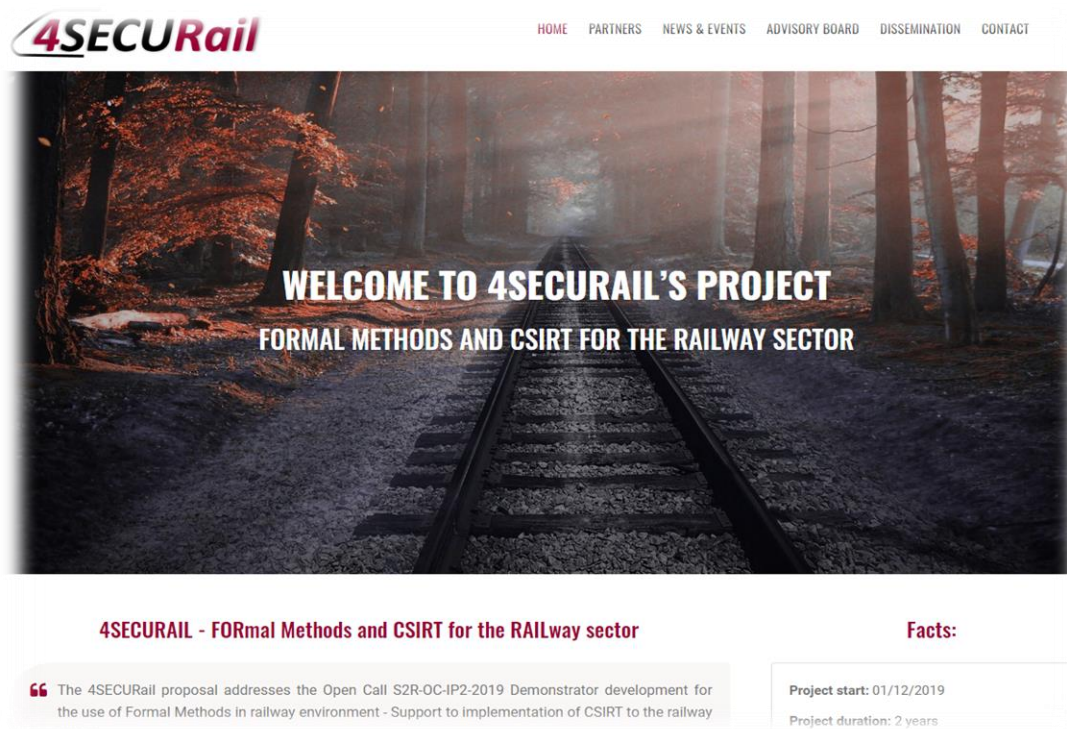 4SECURail
HOME PARTNERS NEWS & EVENTS ADVISORY BOARD DISSEMINATION CONTACT
WELCOME TO 4SECURAIL'S PROJECT
FORMAL METHODS AND CSIRT FOR THE RAILWAY SECTOR
4SECURAIL - FORmal Methods and CSIRT for the RAILway sector
The 4SECURail proposal addresses the Open Call S2R-OC-IP2-2019 Demonstrator development for
the use of Formal Methods in railway environment - Support to implementation of CSIRT to the railway
Facts:
Project start: 01/12/2019
Project duration: 2 years